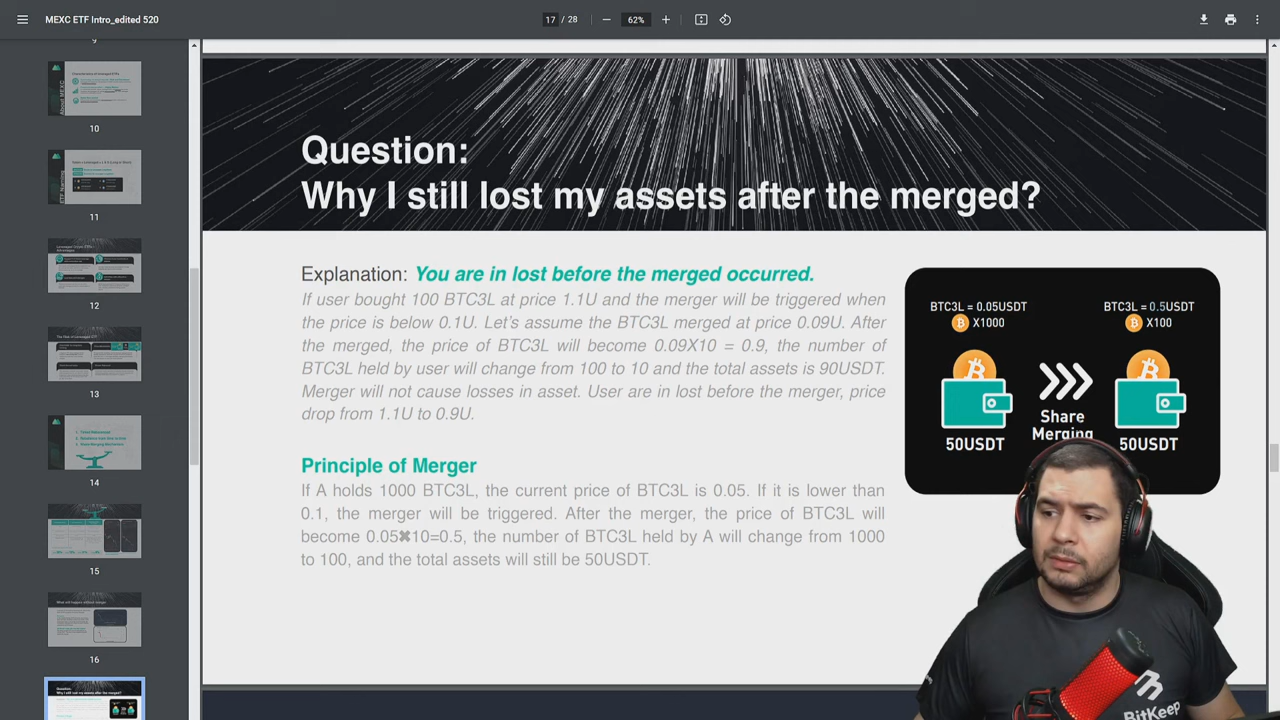 MEXC ETF Intro_edited 520
17 / 28
62%
9
About MEXC
10
ETF Naming
11
12
13
14
15
16
Question:
Why I still lost my assets after the merged?
Explanation: You are in lost before the merged occurred.
If user bought 100 BTC3L at price 1.1U and the merger will be triggered when
the price is below 0.1U. Let's assume the BTC3L merged at price 0.09U. After
the merged, the price of BTC3L will become 0.09X10 = 0.9U, number of
BTC3L held by user will change from 100 to 10 and the total assets is 90USDT.
Merger will not cause losses in asset. User are in lost before the merger, price
drop from 1.1U to 0.9U.
Principle of Merger
If A holds 1000 BTC3L, the current price of BTC3L is 0.05. If it is lower than
0.1, the merger will be triggered. After the merger, the price of BTC3L will
become 0.05✖10=0.5, the number of BTC3L held by A will change from 1000
to 100, and the total assets will still be 50USDT.
BTC3L = 0.05USDT
X1000
BTC3L = 0.5USDT
X100
Share
Merging
50USDT
50USDT
BitKeep